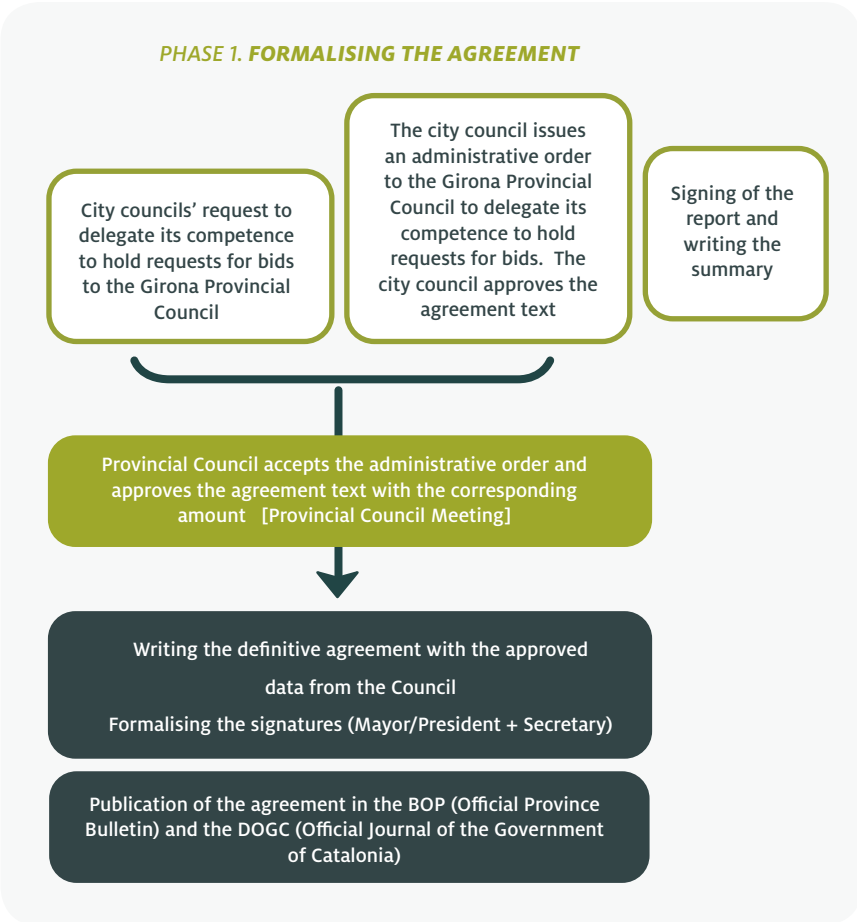 PHASE 1. FORMALISING THE AGREEMENT
City councils’ request to
delegate its competence
to hold requests for bids
to the Girona Provincial
Council
The city council issues
an administrative order
to the Girona Provincial
Council to delegate its
competence to hold
requests for bids. The
city council approves the
agreement text
Signing of the
report and
writing the
summary
Provincial Council accepts the administrative order and
approves the agreement text with the corresponding
amount [Provincial Council Meeting]
Writing the definitive agreement with the approved
data from the Council
Formalising the signatures (Mayor/President + Secretary)
Publication of the agreement in the BOP (Official Province
Bulletin) and the DOGC (Official Journal of the Government
of Catalonia)